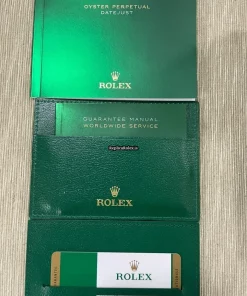 OYSTER PERPETUAL
DATEJUST
ROLEX
GUARANTEE MANUAL
WORLDWIDE SERVICE
ROLEX
ROLEX